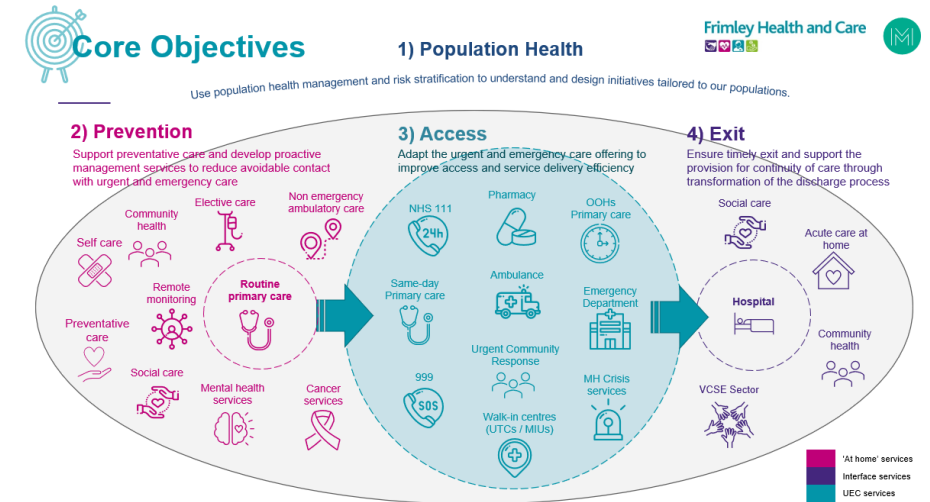 Core Objectives
1) Population Health
Frimley Health and Care
Use population health management and risk stratification to understand and design initiatives tailored to our populations.
2) Prevention
Support preventative care and develop proactive
management services to reduce avoidable contact
with urgent and emergency care
Self care
Community
health
Elective care
Non emergency
ambulatory care
Remote
monitoring
Routine
primary care
Preventative
care
Social care
Mental health
services
Cancer
services
3) Access
Adapt the urgent and emergency care offering to
improve access and service delivery efficiency
NHS 111
24h
Pharmacy
OOHs
Primary care
Same-day
Primary care
Ambulance
Emergency
Department
Urgent Community
Response
999
SOS
MH Crisis
services
Walk-in centres
(UTCs / MIUs)
4) Exit
Ensure timely exit and support the
provision for continuity of care through
transformation of the discharge process
Social care
Acute care at
home
Hospital
Community
health
VCSE Sector
'At home' services
Interface services
UEC services